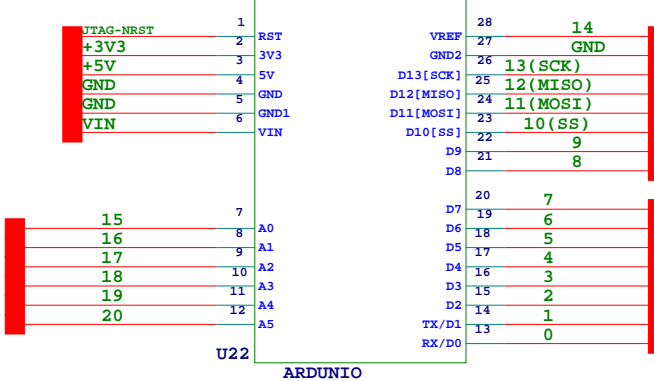 JTAG-NRST 1 RST
+3V3 2 3V3
+5V 3 5V
GND 4 GND
GND 5 GND1
VIN 6 VIN
VREF 28 14
GND2 27 GND
D13[SCK] 26 13(SCK)
D12[MISO] 25 12(MISO)
D11[MOSI] 24 11(MOSI)
D10[SS] 23 10(SS)
D9 22 9
D8 21 8
15 7 A0
16 8 A1
17 9 A2
18 10 A3
19 11 A4
20 12 A5
D7 20 7
D6 19 6
D5 18 5
D4 17 4
D3 16 3
D2 15 2
TX/D1 14 1
RX/D0 13 0
U22
ARDUNIO